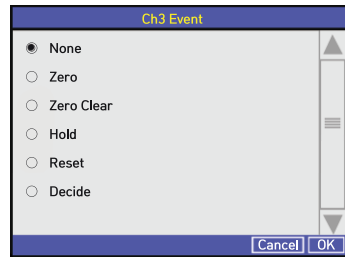 Ch3 Event
None
Zero
Zero Clear
Hold
Reset
Decide
Cancel OK